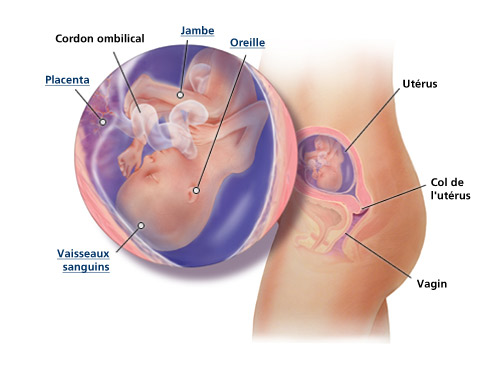 Jambe
Cordon ombilical
Oreille
Placenta
Utérus
Col de
l'utérus
Vaisseaux
sanguins
Vagin